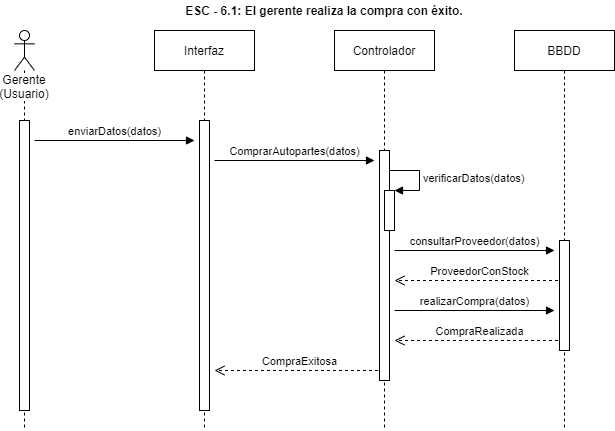 ESC - 6.1: El gerente realiza la compra con éxito.
Gerente
(Usuario)
Interfaz
Controlador
BBDD
enviarDatos(datos)
ComprarAutopartes(datos)
verificarDatos(datos)
consultarProveedor(datos)
ProveedorConStock
realizarCompra(datos)
CompraRealizada
CompraExitosa